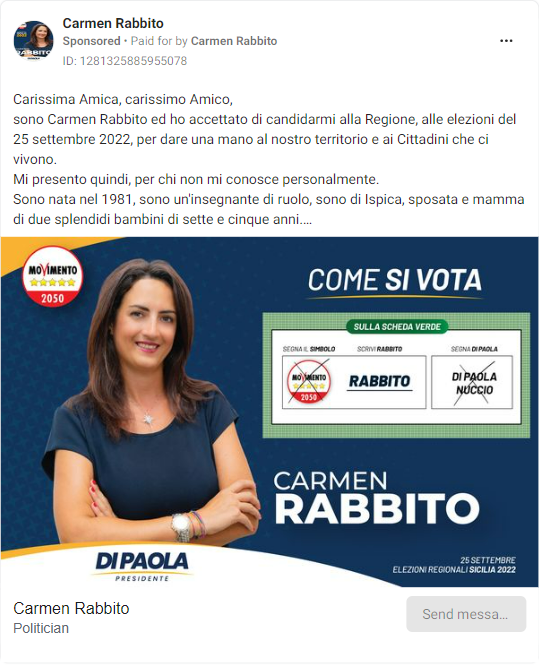 Carmen Rabbito
Sponsored • Paid for by Carmen Rabbito
ID: 1281325885955078
Carissima Amica, carissimo Amico,
sono Carmen Rabbito ed ho accettato di candidarmi alla Regione, alle elezioni del
25 settembre 2022, per dare una mano al nostro territorio e ai Cittadini che ci
vivono.
Mi presento quindi, per chi non mi conosce personalmente.
Sono nata nel 1981, sono un'insegnante di ruolo, sono di Ispica, sposata e mamma
di due splendidi bambini di sette e cinque anni....
MOVIMENTO
2050
COME SI VOTA
SULLA SCHEDA VERDE
SEGNA IL SIMBOLO
SCRIVI RABBITO
SEGNA DI PAOLA
MOVIMENTO
2050
RABBITO
DI PAOLA
NUCCIO
CARMEN
RABBITO
DI PAOLA
PRESIDENTE
25 SETTEMBRE
ELEZIONI REGIONALI SICILIA 2022
Carmen Rabbito
Politician
Send messa...